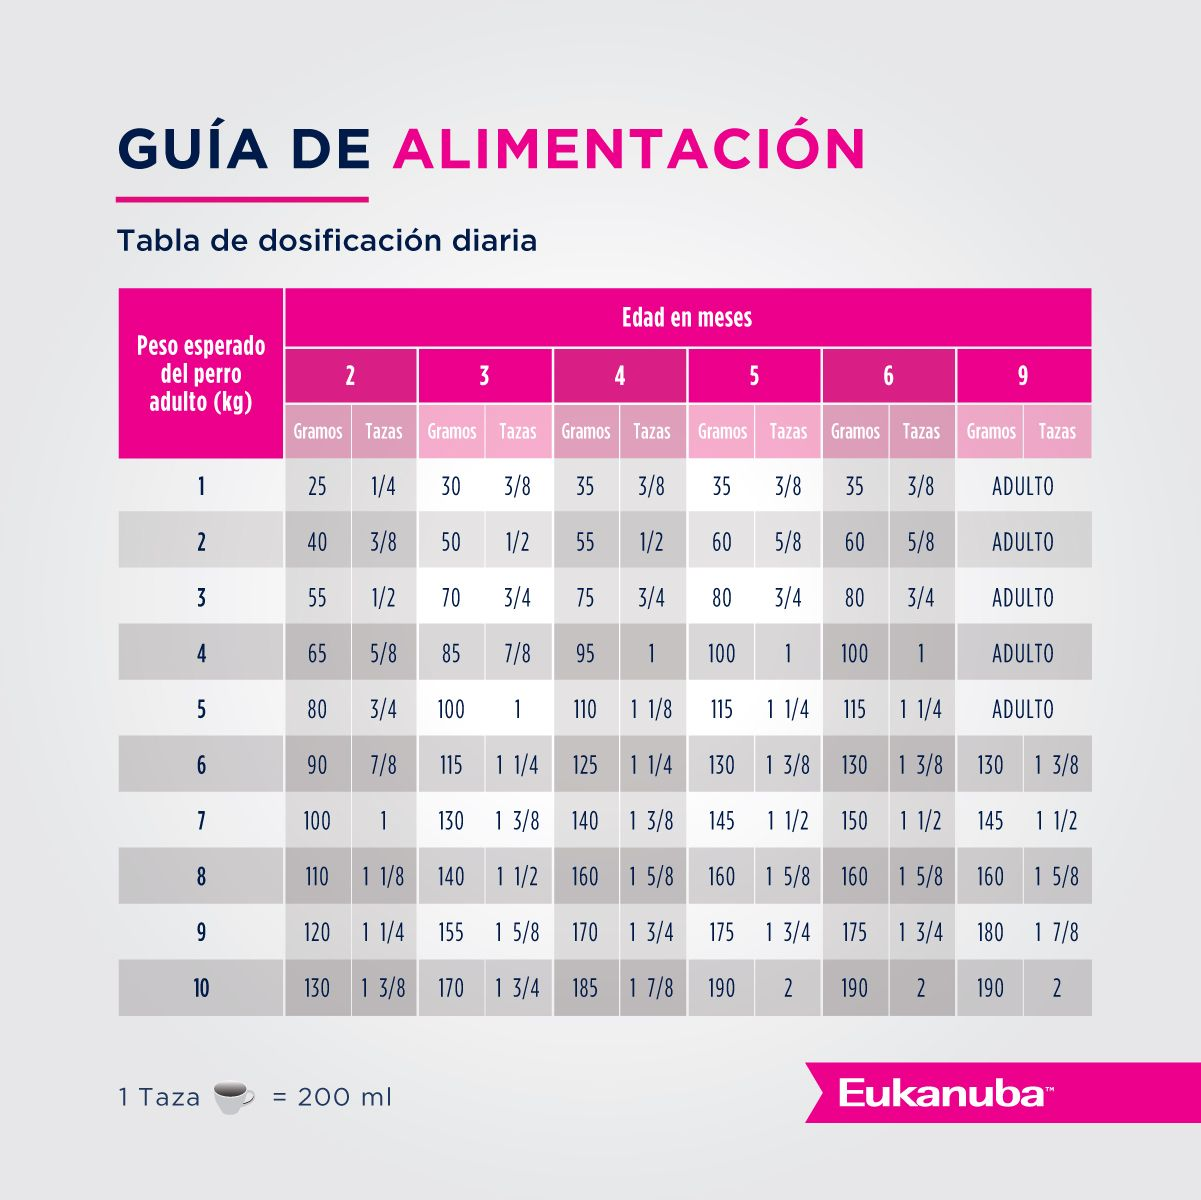 GUÍA DE ALIMENTACIÓN
Tabla de dosificación diaria
Peso esperado
del perro
adulto (kg)
Edad en meses
2 3 4 5 6 9
Gramos Tazas Gramos Tazas Gramos Tazas Gramos Tazas Gramos Tazas Gramos Tazas
1 25 1/4 30 3/8 35 3/8 35 3/8 35 3/8 ADULTO
2 40 3/8 50 1/2 55 1/2 60 5/8 60 5/8 ADULTO
3 55 1/2 70 3/4 75 3/4 80 3/4 80 3/4 ADULTO
4 65 5/8 85 7/8 95 1 100 1 100 1 ADULTO
5 80 3/4 100 1 110 1 1/8 115 1 1/4 115 1 1/4 ADULTO
6 90 7/8 115 1 1/4 125 1 1/4 130 1 3/8 130 1 3/8 130 1 3/8
7 100 1 130 1 3/8 140 1 3/8 145 1 1/2 150 1 1/2 145 1 1/2
8 110 1 1/8 140 1 1/2 160 1 5/8 160 1 5/8 160 1 5/8 160 1 5/8
9 120 1 1/4 155 1 5/8 170 1 3/4 175 1 3/4 175 1 3/4 180 1 7/8
10 130 1 3/8 170 1 3/4 185 1 7/8 190 2 190 2 190 2
1 Taza = 200 ml
Eukanuba™